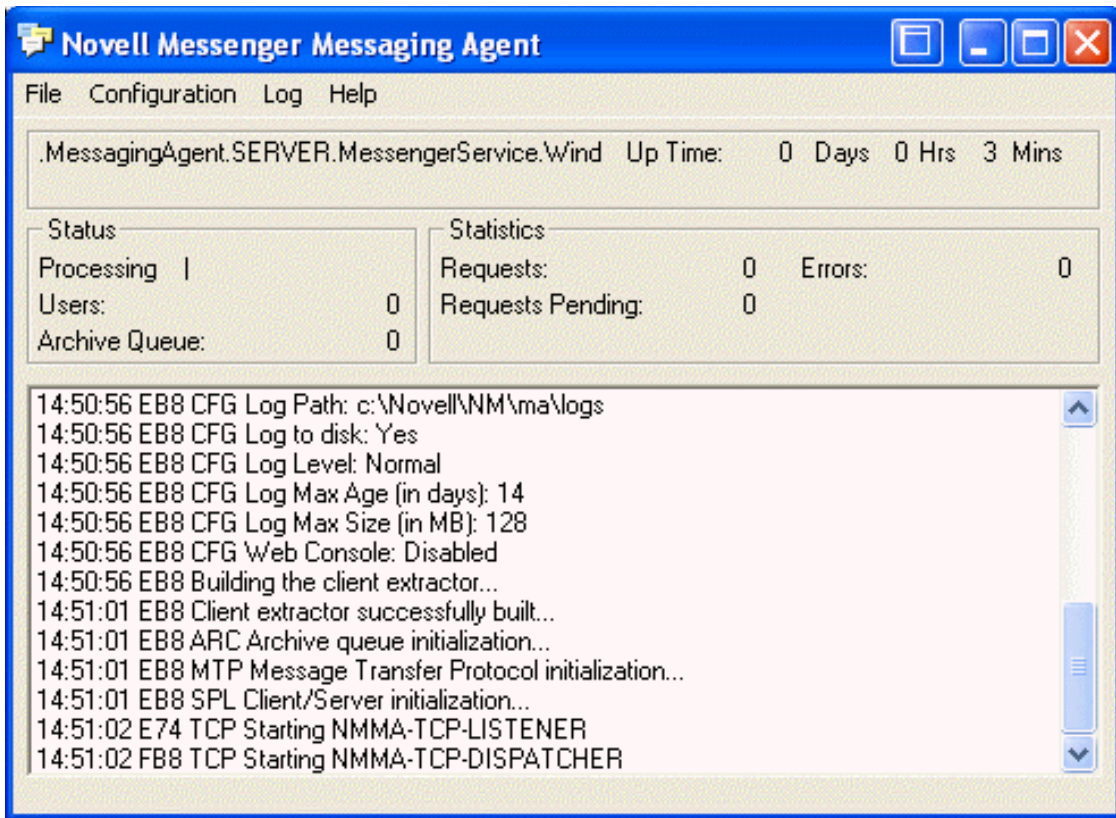 Novell Messenger Messaging Agent
File Configuration Log Help
.MessagingAgent.SERVER.MessengerService.Wind Up Time: 0 Days 0 Hrs 3 Mins
Status
Processing |
Users: 0
Archive Queue: 0
Statistics
Requests: 0 Errors: 0
Requests Pending: 0
14:50:56 EB8 CFG Log Path: c:\Novell\NM\ma\logs
14:50:56 EB8 CFG Log to disk: Yes
14:50:56 EB8 CFG Log Level: Normal
14:50:56 EB8 CFG Log Max Age (in days): 14
14:50:56 EB8 CFG Log Max Size (in MB): 128
14:50:56 EB8 CFG Web Console: Disabled
14:50:56 EB8 Building the client extractor...
14:51:01 EB8 Client extractor successfully built...
14:51:01 EB8 ARC Archive queue initialization...
14:51:01 EB8 MTP Message Transfer Protocol initialization...
14:51:01 EB8 SPL Client/Server initialization...
14:51:02 E74 TCP Starting NMMA-TCP-LISTENER
14:51:02 FB8 TCP Starting NMMA-TCP-DISPATCHER